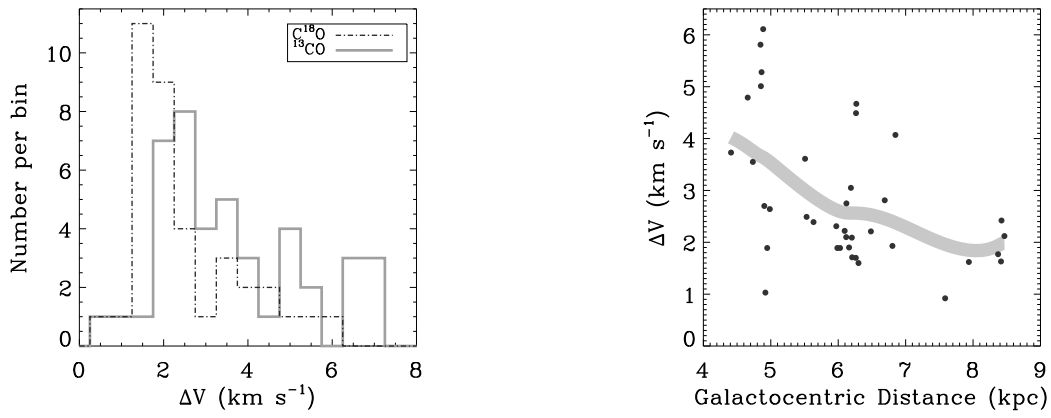 C¹⁸O
¹³CO
10
8
6
4
2
0
Number per bin
0 2 4 6 8
ΔV (km s⁻¹)
6
5
4
3
2
1
0
ΔV (km s⁻¹)
4 5 6 7 8 9
Galactocentric Distance (kpc)